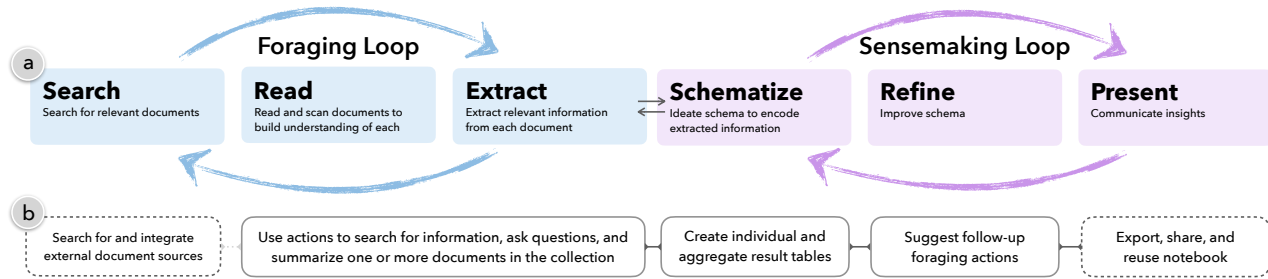 Foraging Loop
Sensemaking Loop
a
Search
Search for relevant documents
Read
Read and scan documents to
build understanding of each
Extract
Extract relevant information
from each document
Schematize
Ideate schema to encode
extracted information
Refine
Improve schema
Present
Communicate insights
b
Search for and integrate
external document sources
Use actions to search for information, ask questions, and
summarize one or more documents in the collection
Create individual and
aggregate result tables
Suggest follow-up
foraging actions
Export, share, and
reuse notebook